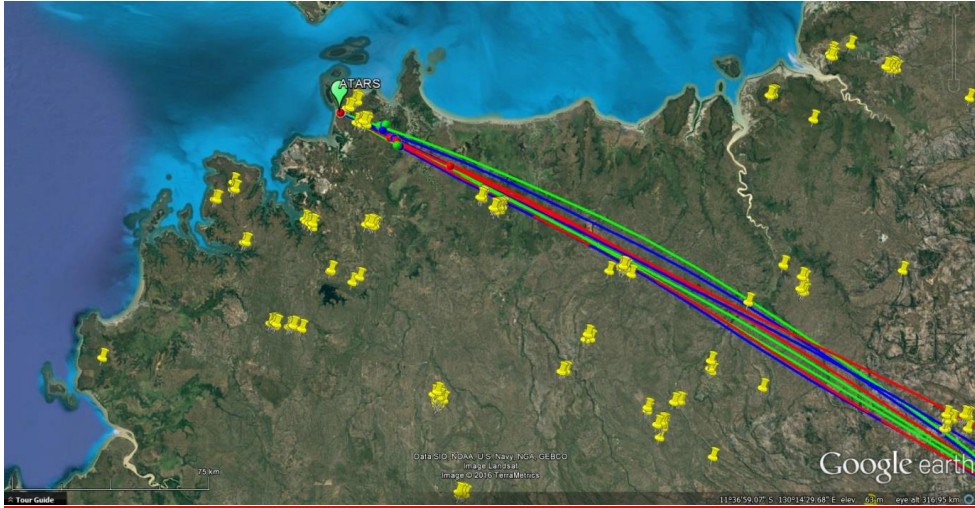 ATARS
Data SIO, NOAA, U.S. Navy, NGA, GEBCO
Image Landsat
Image © 2016 TerraMetrics
Google earth
75 km
Tour Guide
11°36'59.07" S 130°14'29.68" E elev 63 m eye alt 316.95 km